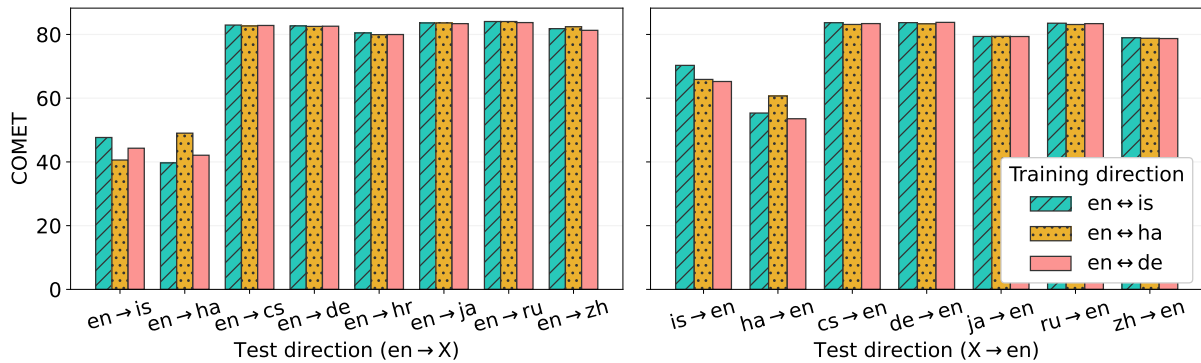 COMET
80
60
40
20
0
en→is
en→ha
en→cs
en→de
en→hr
en→ja
en→ru
en→zh
Test direction (en→X)
is→en
ha→en
cs→en
de→en
ja→en
ru→en
zh→en
Test direction (X→en)
Training direction
en↔is
en↔ha
en↔de